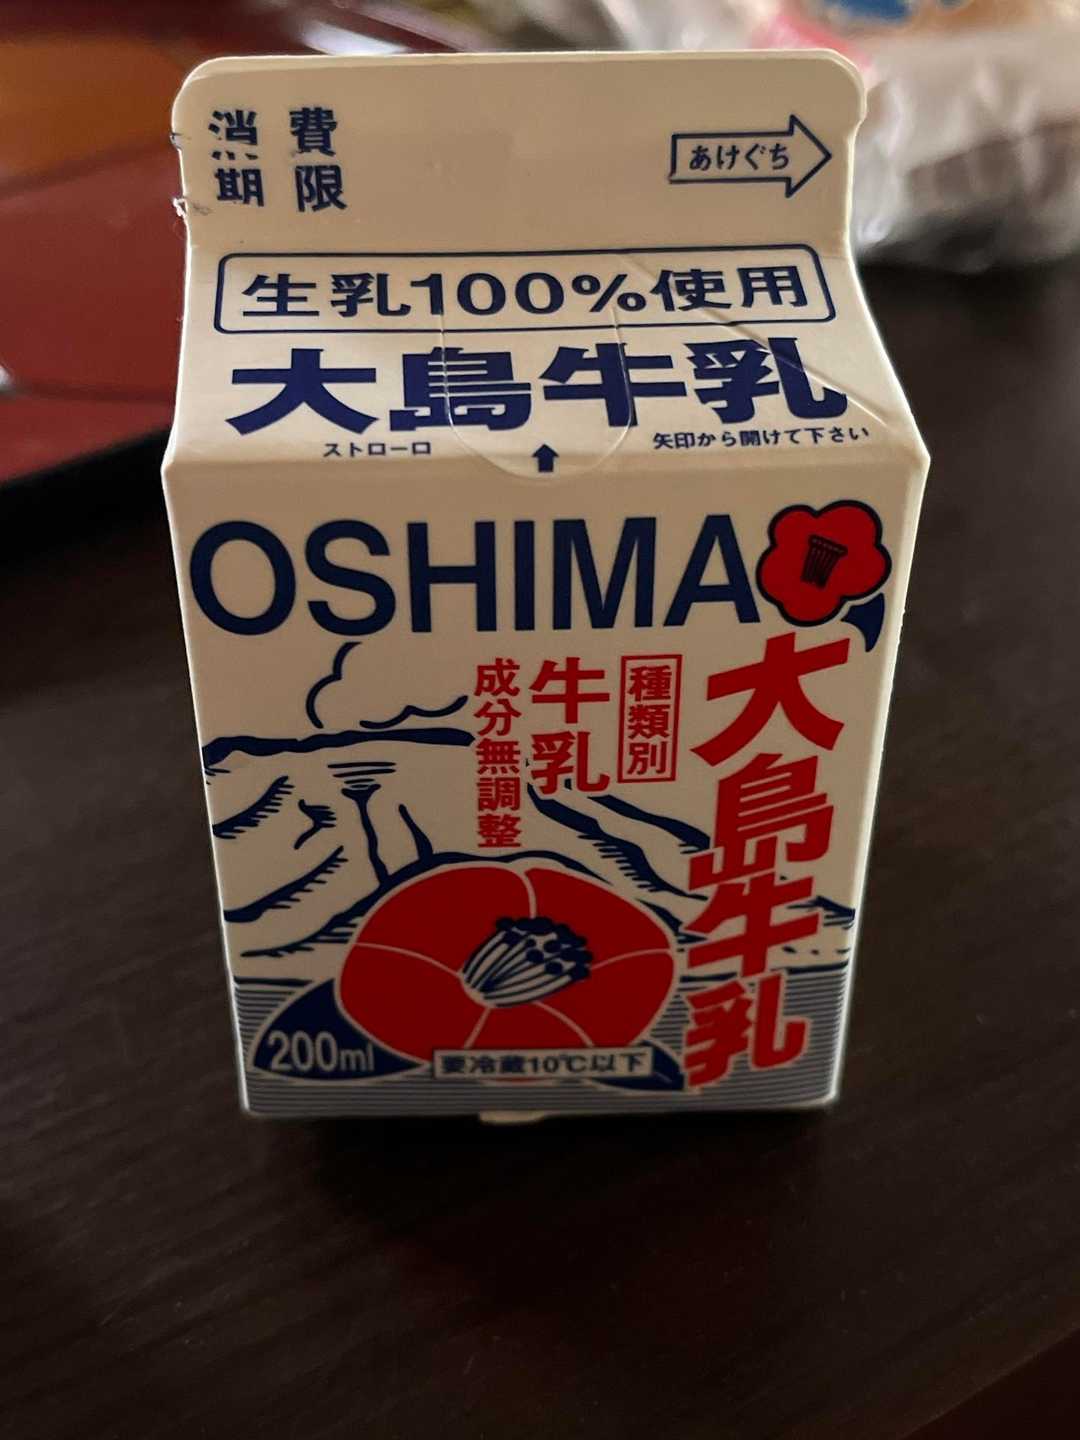 消費
期限
あけぐち
生乳100%使用
大島牛乳
ストローロ
矢印から開けて下さい
OSHIMA
大島牛乳
種類別
牛乳
成分無調整
200ml
要冷蔵10℃以下